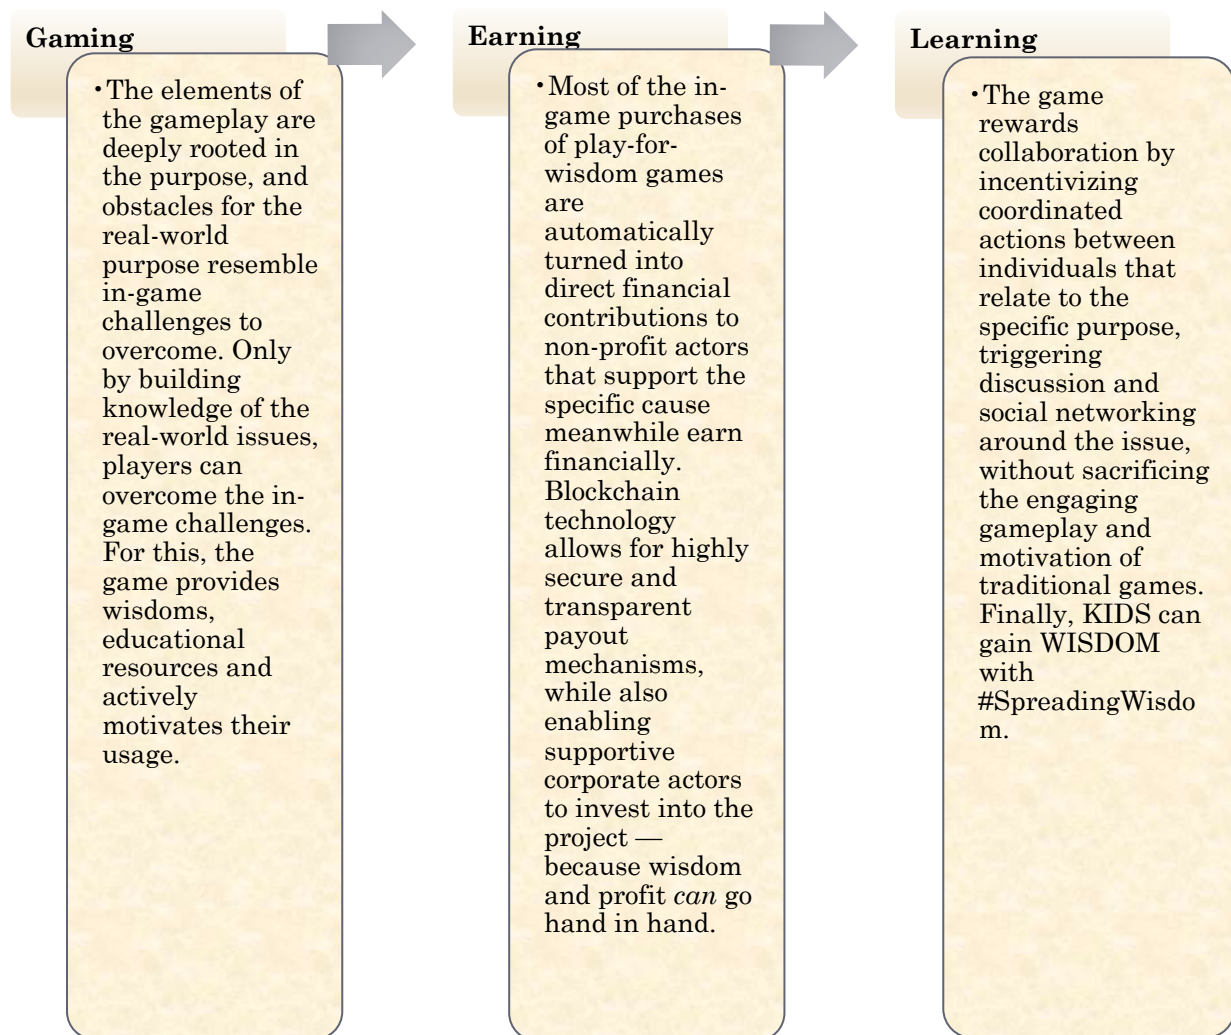 Gaming
•The elements of
the gameplay are
deeply rooted in
the purpose, and
obstacles for the
real-world
purpose resemble
in-game
challenges to
overcome. Only
by building
knowledge of the
real-world issues,
players can
overcome the in-
game challenges.
For this, the
game provides
wisdoms,
educational
resources and
actively
motivates their
usage.
Earning
•Most of the in-
game purchases
of play-for-
wisdom games
are
automatically
turned into
direct financial
contributions to
non-profit actors
that support the
specific cause
meanwhile earn
financially.
Blockchain
technology
allows for highly
secure and
transparent
payout
mechanisms,
while also
enabling
supportive
corporate actors
to invest into the
project —
because wisdom
and profit can go
hand in hand.
Learning
•The game
rewards
collaboration by
incentivizing
coordinated
actions between
individuals that
relate to the
specific purpose,
triggering
discussion and
social networking
around the issue,
without sacrificing
the engaging
gameplay and
motivation of
traditional games.
Finally, KIDS can
gain WISDOM
with
#SpreadingWisdo
m.